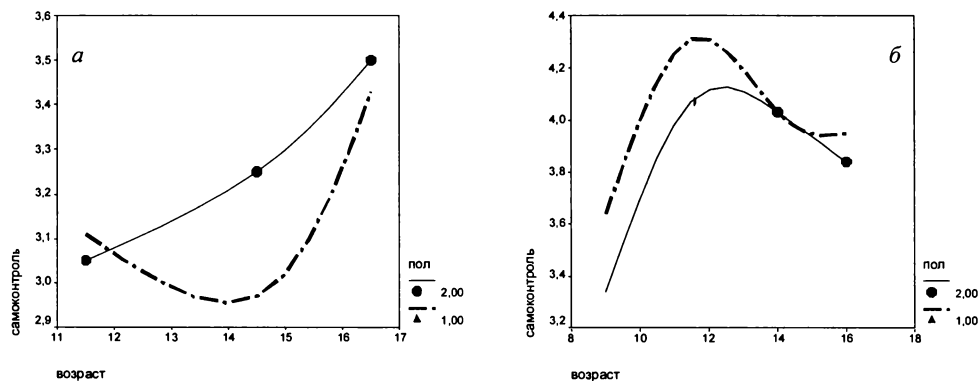 а
самоконтроль
3,6
3,5
3,4
3,3
3,2
3,1
3,0
2,9
11 12 13 14 15 16 17
возраст
пол
2,00
1,00
б
самоконтроль
4,4
4,2
4,0
3,8
3,6
3,4
3,2
8 10 12 14 16 18
возраст
пол
2,00
1,00